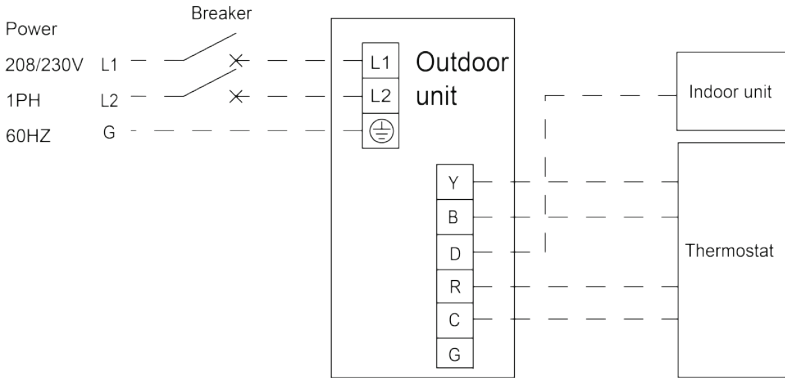 Breaker
Power
208/230V L1
1PH L2
60HZ G
L1
L2
Outdoor
unit
Indoor unit
Y
B
D
R
C
G
Thermostat